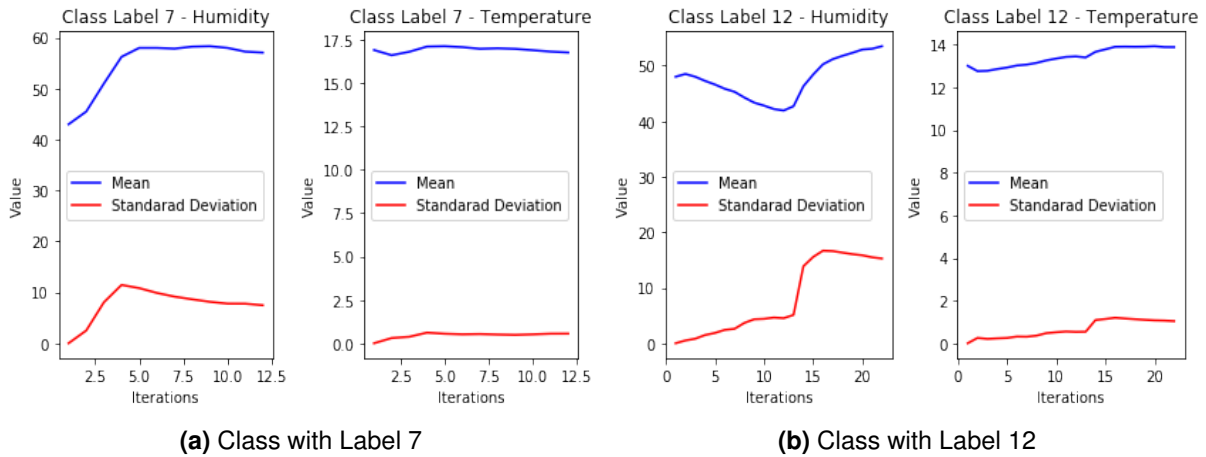 Class Label 7 - Humidity
60
50
40
30
20
10
0
Value
Mean
Standarad Deviation
2.5 5.0 7.5 10.0 12.5
Iterations
Class Label 7 - Temperature
17.5
15.0
12.5
10.0
7.5
5.0
2.5
0.0
Value
Mean
Standarad Deviation
2.5 5.0 7.5 10.0 12.5
Iterations
(a) Class with Label 7
Class Label 12 - Humidity
50
40
30
20
10
0
Value
Mean
Standarad Deviation
0 5 10 15 20
Iterations
Class Label 12 - Temperature
14
12
10
8
6
4
2
0
Value
Mean
Standarad Deviation
0 5 10 15 20
Iterations
(b) Class with Label 12